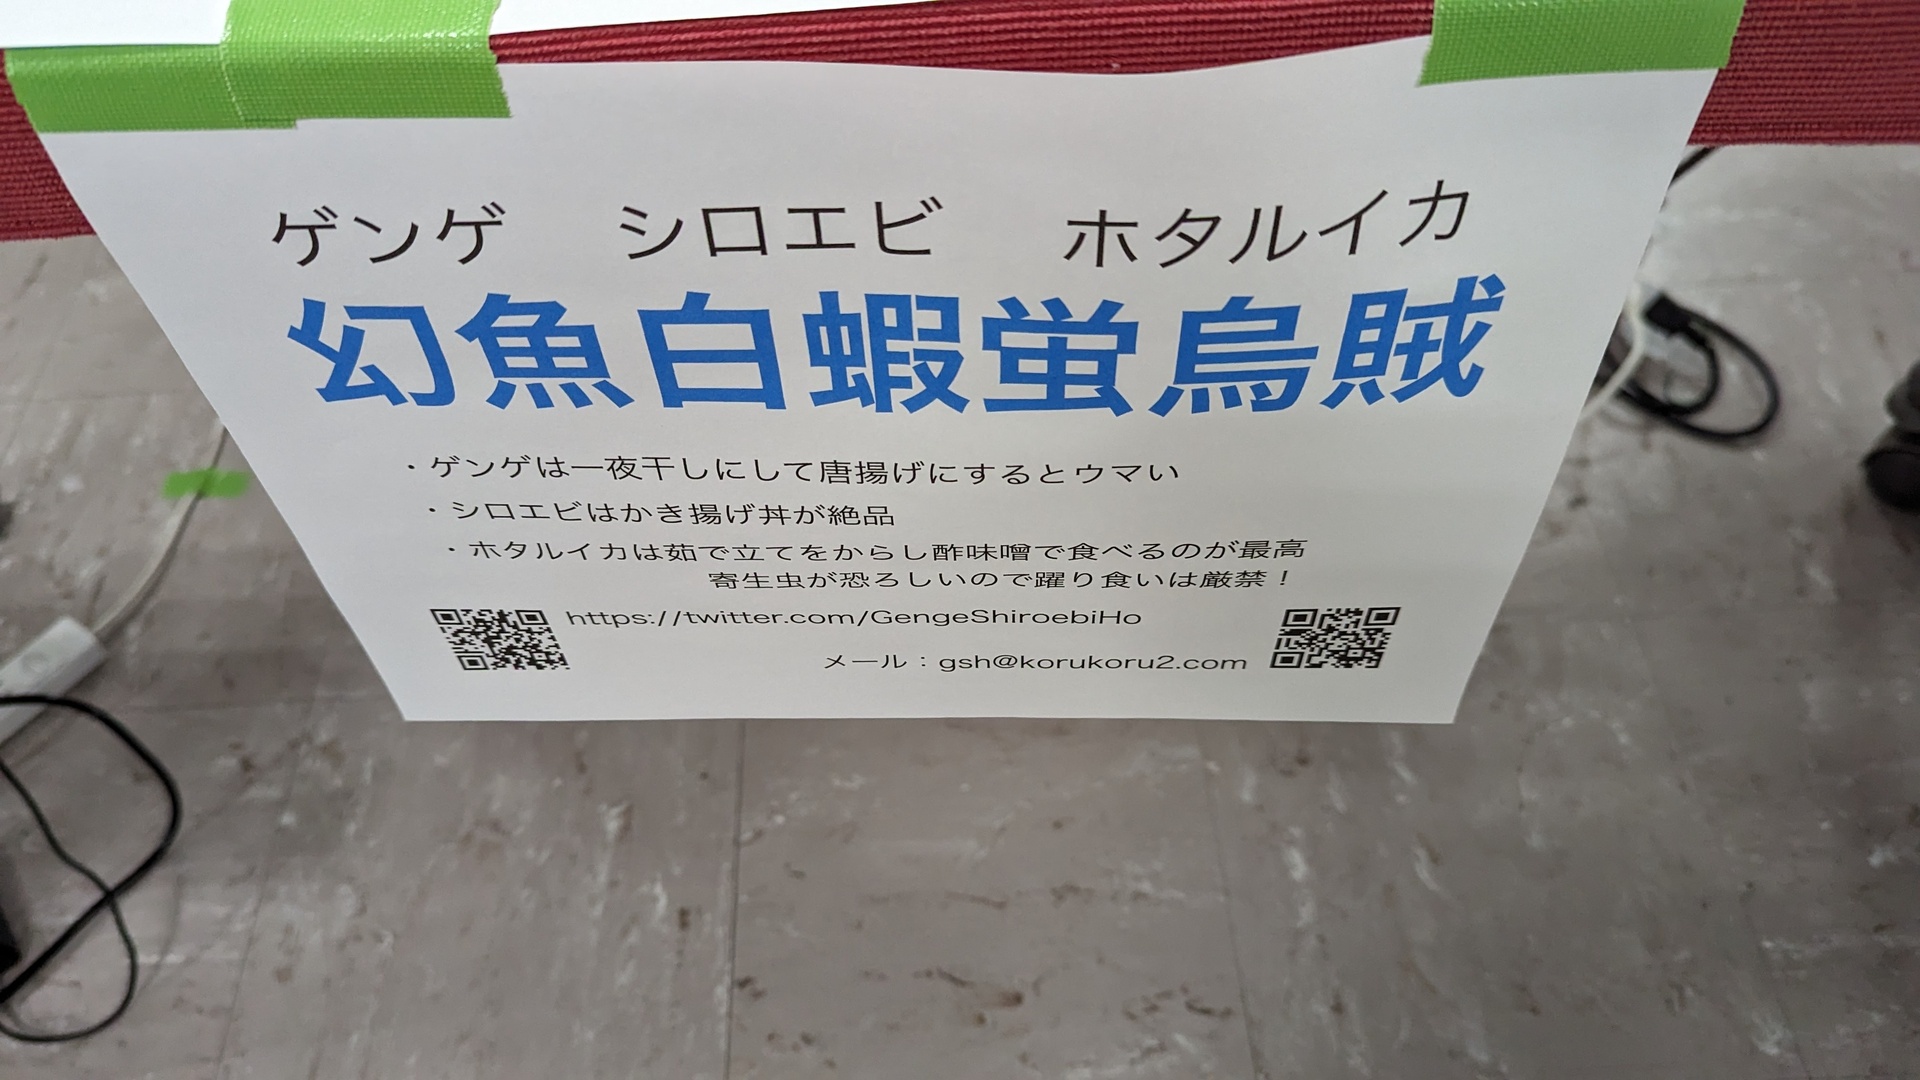 ゲンゲ シロエビ ホタルイカ
幻魚白蝦蛍烏賊
・ゲンゲは一夜干しにして唐揚げにするとウマい
・シロエビはかき揚げ丼が絶品
・ホタルイカは茹で立てをからし酢味噌で食べるのが最高
寄生虫が恐ろしいので躍り食いは厳禁！
https://twitter.com/GengeShiroebiHo
メール：gsh@korukoru2.com